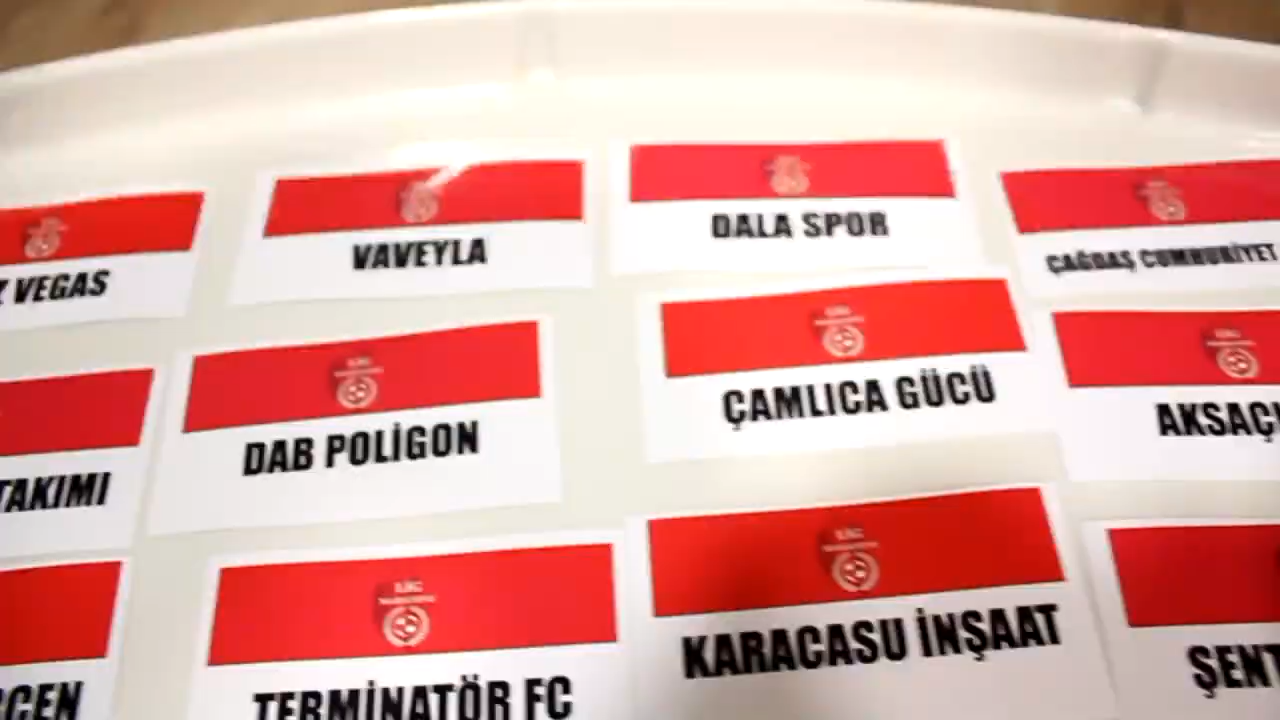 VEGAS
VAVEYLA
DALA SPOR
ÇAĞDAŞ CUMHURİYET
TAKIMI
DAB POLİGON
ÇAMLICA GÜCÜ
TERMİNATÖR FC
KARACASU İNŞAAT